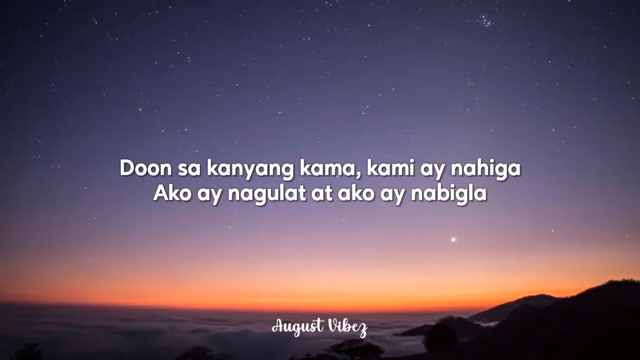 Doon sa kanyang kama, kami ay nahiga
Ako ay nagulat at ako ay nabigla
August Vibez